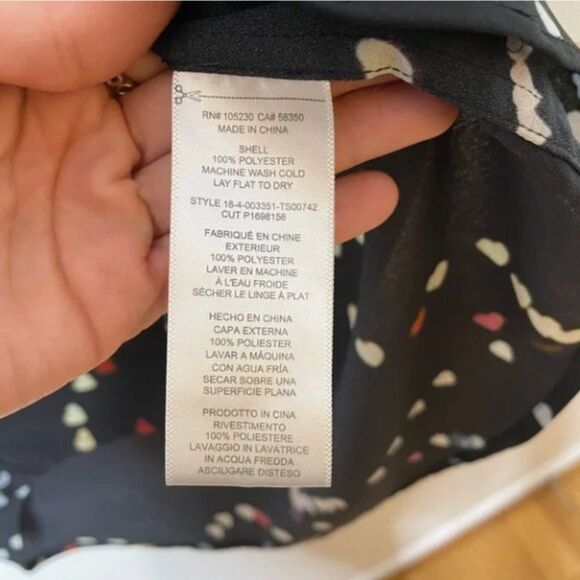 RN# 105230 CA# 58350
MADE IN CHINA
SHELL
100% POLYESTER
MACHINE WASH COLD
LAY FLAT TO DRY
STYLE 18-4-003351-TS00742
CUT P1698156
FABRIQUÉ EN CHINE
EXTERIEUR
100% POLYESTER
LAVER EN MACHINE
À L'EAU FROIDE
SÉCHER LE LINGE À PLAT
HECHO EN CHINA
CAPA EXTERNA
100% POLYESTER
LAVAR A MÁQUINA
CON AGUA FRÍA
SECAR SOBRE UNA
SUPERFICIE PLANA
PRODOTTO IN CINA
RIVESTIMENTO
100% POLIESTERE
LAVAGGIO IN LAVATRICE
IN ACQUA FREDDA
ASCIUGARE DISTESO